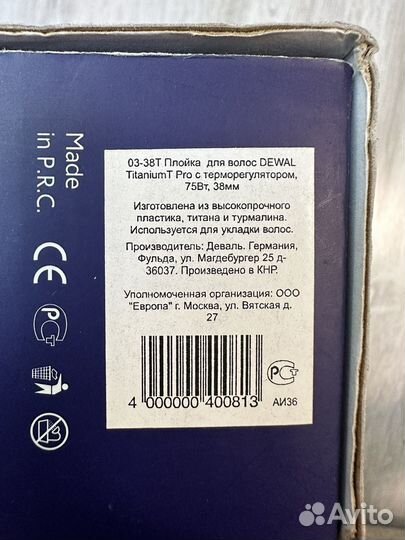 03-38Т Плойка для волос DEWAL
TitaniumT Pro с терморегулятором,
75Вт, 38мм
Изготовлена из высокопрочного
пластика, титана и турмалина.
Используется для укладки волос.
Производитель: Деваль. Германия,
Фульда, ул. Магдебургер 25 д-
36037. Произведено в КНР.
Уполномоченная организация: ООО
"Европа" г. Москва, ул. Вятская д.
27
4 000000 400813
АИ36
Made
in P.R.C.
CE
Avito